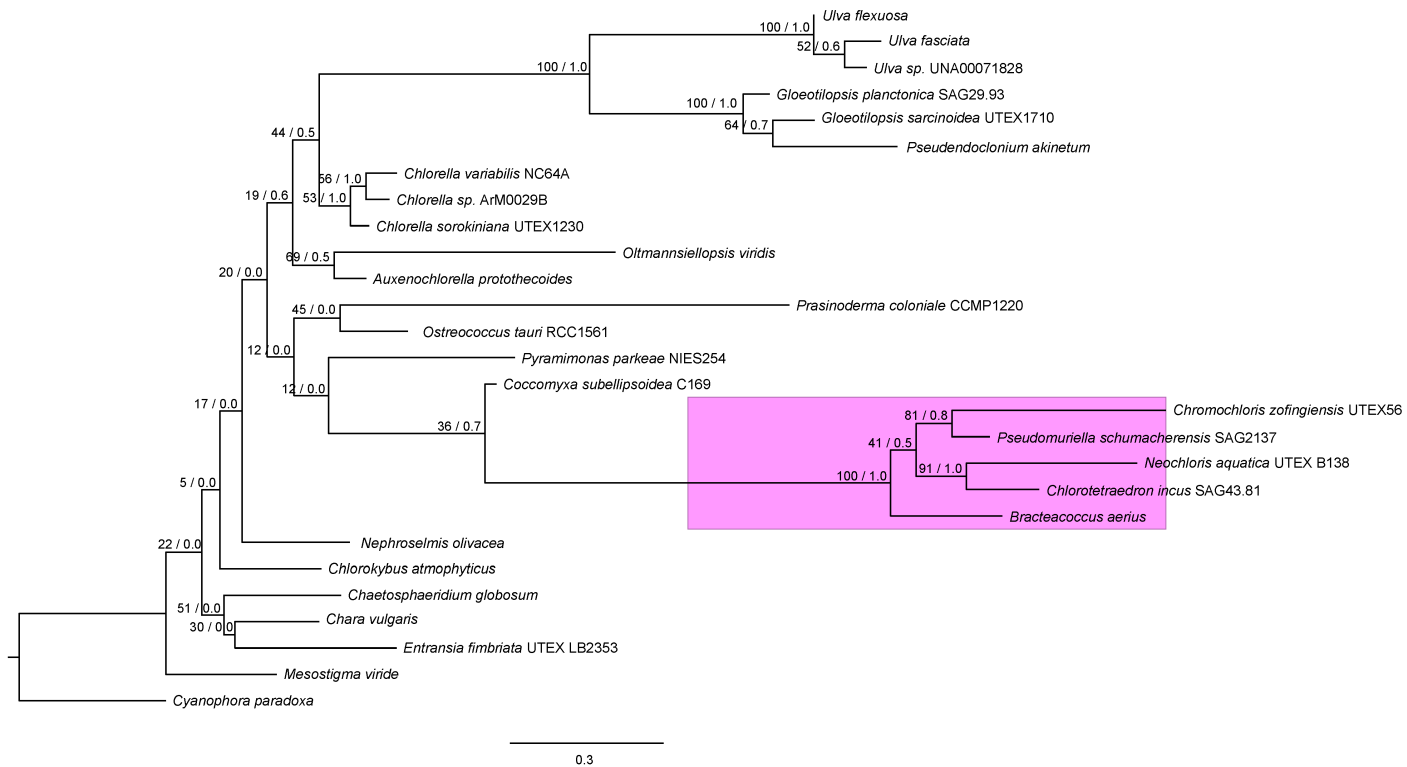 Ulva flexuosa
100 / 1.0
Ulva fasciata
52 / 0.6
Ulva sp. UNA00071828
100 / 1.0
Gloeotilopsis planctonica SAG29.93
100 / 1.0
Gloeotilopsis sarcinoidea UTEX1710
64 / 0.7
Pseudendoclonium akinetum
44 / 0.5
Chlorella variabilis NC64A
56 / 1.0
Chlorella sp. ArM0029B
53 / 1.0
19 / 0.6
Chlorella sorokiniana UTEX1230
Oltmannsiellopsis viridis
69 / 0.5
20 / 0.0
Auxenochlorella protothecoides
Prasinoderma coloniale CCMP1220
45 / 0.0
Ostreococcus tauri RCC1561
12 / 0.0
Pyramimonas parkeae NIES254
Coccomyxa subellipsoidea C169
12 / 0.0
17 / 0.0
Chromochloris zofingiensis UTEX56
81 / 0.8
36 / 0.7
Pseudomuriella schumacherensis SAG2137
41 / 0.5
Neochloris aquatica UTEX B138
91 / 1.0
100 / 1.0
5 / 0.0
Chlorotetraedron incus SAG43.81
Bracteacoccus aerius
22 / 0.0
Nephroselmis olivacea
Chlorokybus atmophyticus
Chaetosphaeridium globosum
51 / 0.0
Chara vulgaris
30 / 0.0
Entransia fimbriata UTEX LB2353
Mesostigma viride
Cyanophora paradoxa
0.3